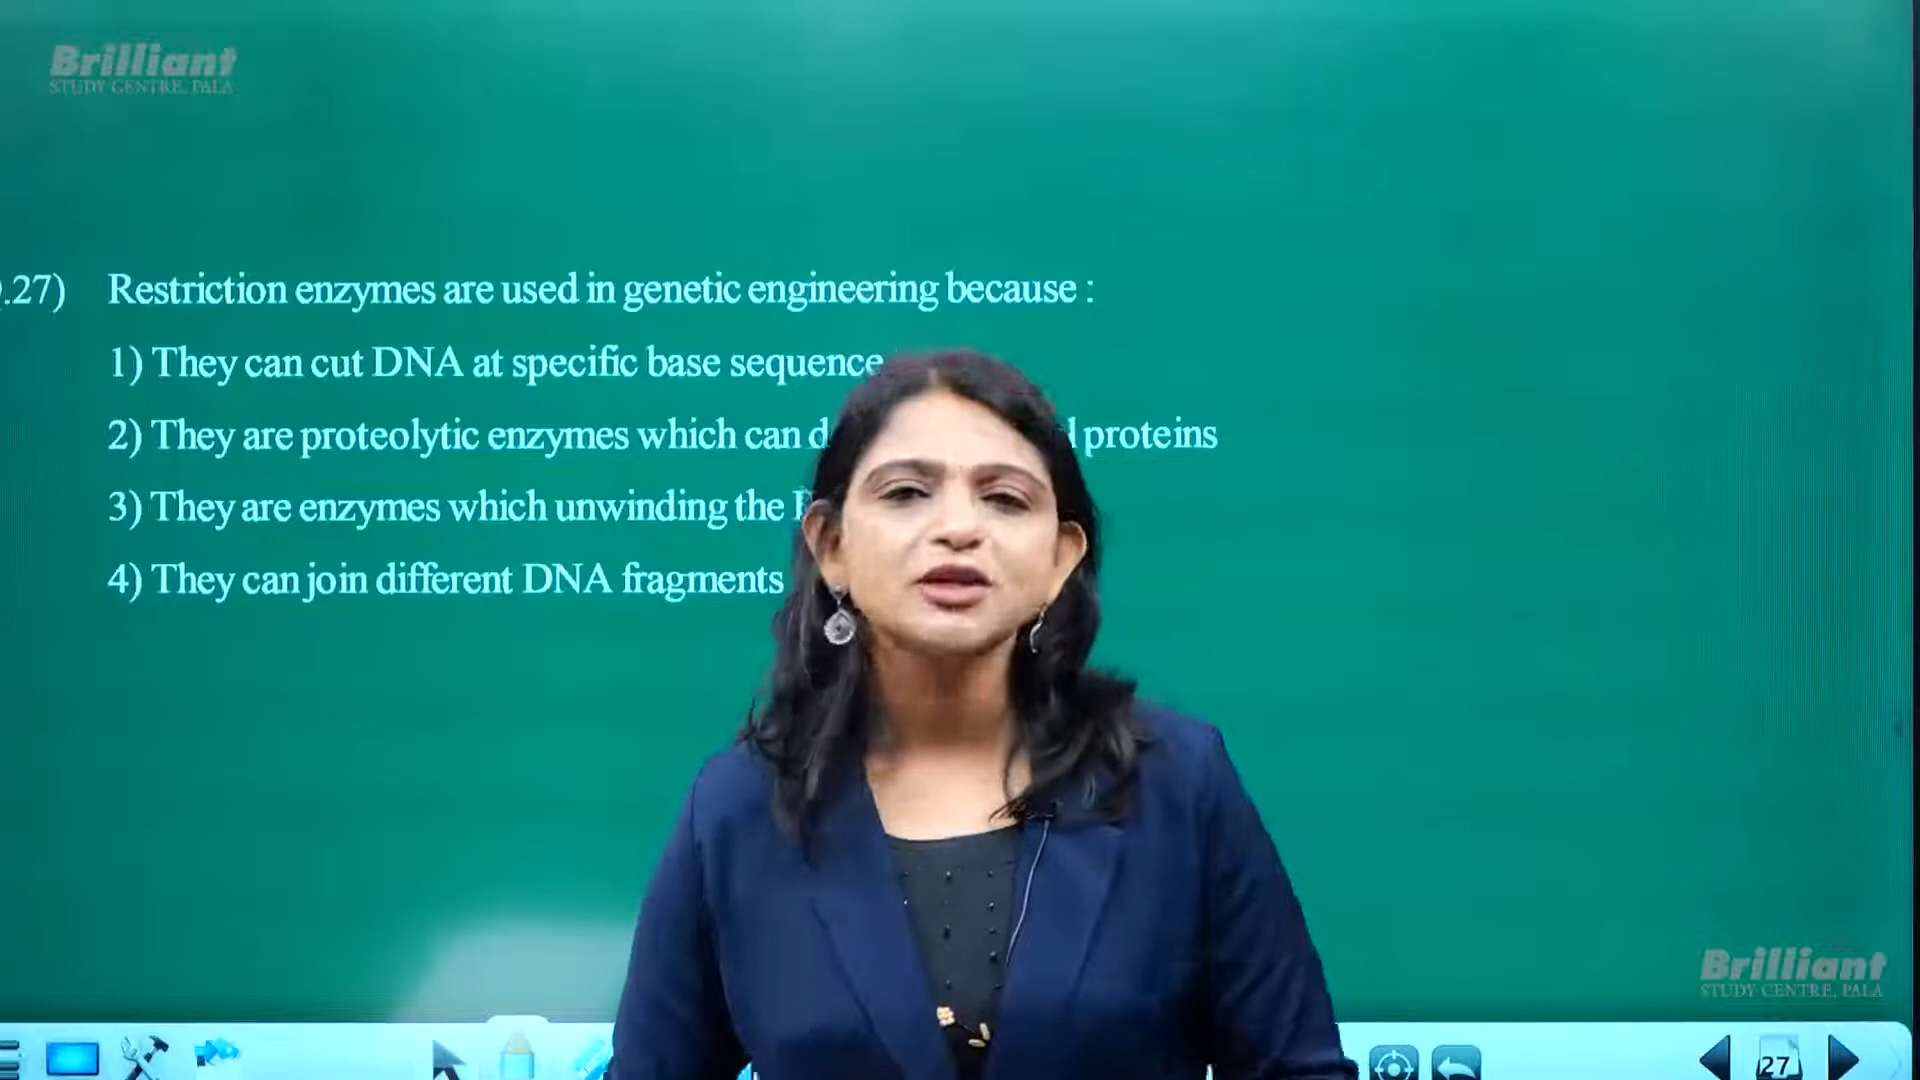 Brilliant
STUDY CENTRE, PALA
.27) Restriction enzymes are used in genetic engineering because :
1) They can cut DNA at specific base sequence
2) They are proteolytic enzymes which can proteins
3) They are enzymes which unwinding the
4) They can join different DNA fragments
Brilliant
STUDY CENTRE, PALA
27